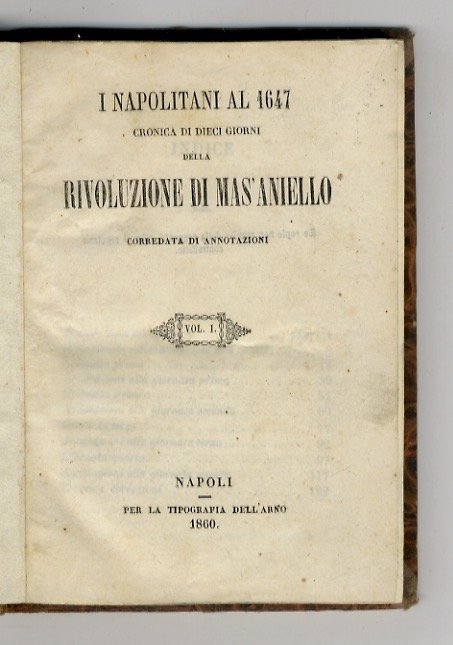 I NAPOLITANI AL 1647
CRONICA DI DIECI GIORNI
DELLA
RIVOLUZIONE DI MAS'ANIELLO
CORREDATA DI ANNOTAZIONI
VOL. I.
NAPOLI
PER LA TIPOGRAFIA DELL'ARNO
1860.